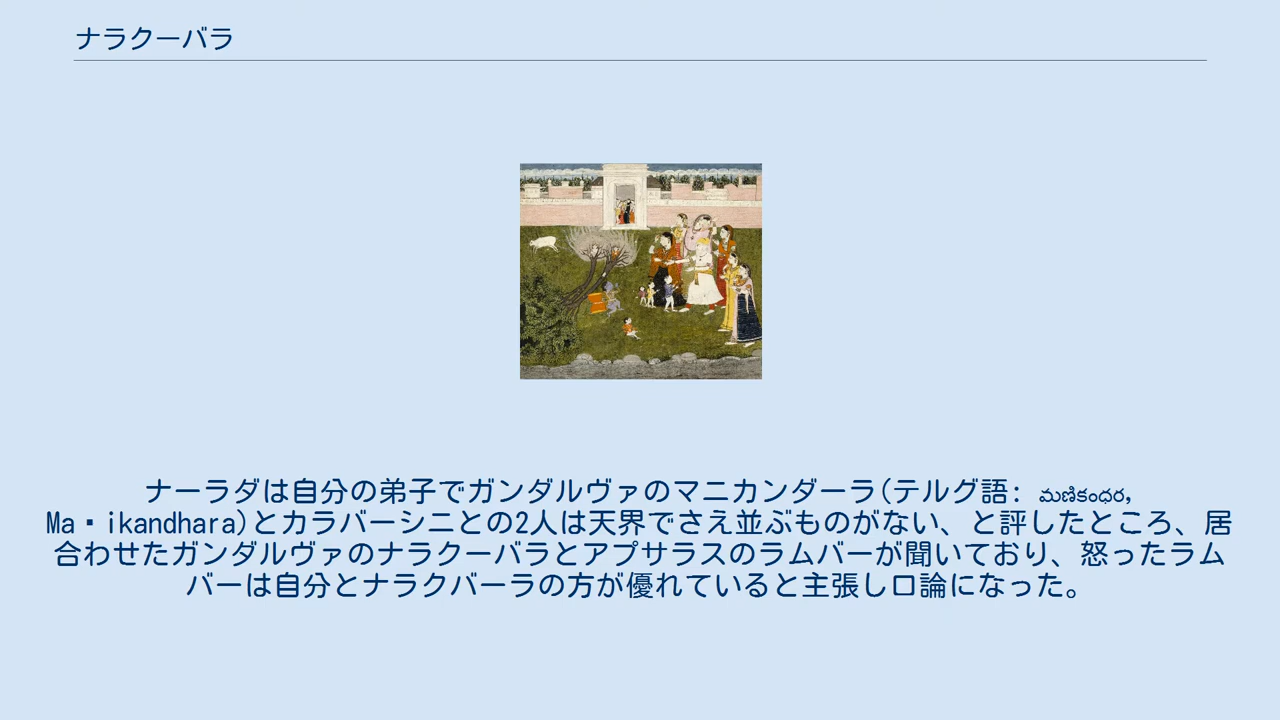 ナラクーバラ
ナーラダは自分の弟子でガンダルヴァのマニカンダーラ(テルグ語: మణికంధర,
Ma ikandhara)とカラバーシニとの2人は天界でさえ並ぶものがない、と評したところ、居
合わせたガンダルヴァのナラクーバラとアプサラスのラムバーが聞いており、怒ったラム
バーは自分とナラクバーラの方が優れていると主張し口論になった。